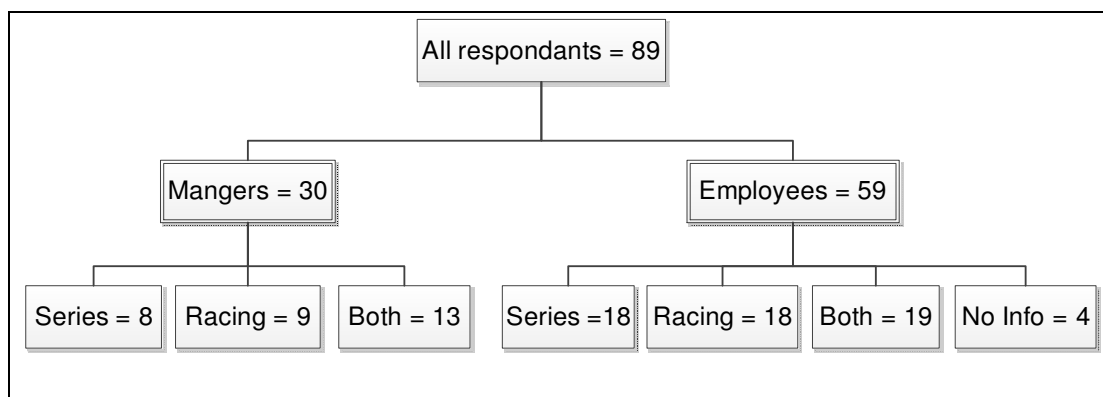 All respondants = 89
Mangers = 30
Employees = 59
Series = 8
Racing = 9
Both = 13
Series =18
Racing = 18
Both = 19
No Info = 4